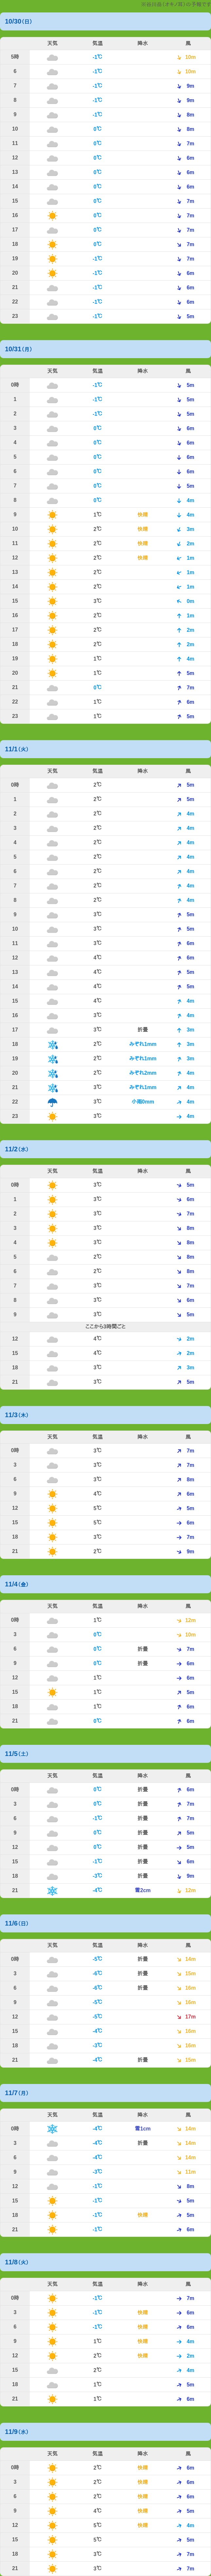 10/30(日)
天気 気温 降水 風
5時 -1℃ 10m
6 -1℃ 10m
7 -1℃ 9m
8 -1℃ 9m
9 -1℃ 8m
10 0℃ 8m
11 0℃ 7m
12 0℃ 6m
13 0℃ 6m
14 0℃ 6m
15 0℃ 7m
16 0℃ 7m
17 0℃ 7m
18 0℃ 7m
19 -1℃ 7m
20 -1℃ 6m
21 -1℃ 6m
22 -1℃ 6m
23 -1℃ 5m
10/31(月)
天気 気温 降水 風
0時 -1℃ 5m
1 -1℃ 5m
2 -1℃ 5m
3 0℃ 6m
4 0℃ 6m
5 0℃ 6m
6 0℃ 6m
7 0℃ 5m
8 0℃ 4m
9 1℃ 快晴 4m
10 2℃ 快晴 3m
11 2℃ 快晴 2m
12 2℃ 快晴 1m
13 2℃ 1m
14 2℃ 1m
15 3℃ 0m
16 2℃ 1m
17 2℃ 2m
18 2℃ 2m
19 1℃ 4m
20 1℃ 5m
21 0℃ 7m
22 1℃ 6m
23 1℃ 5m
11/1(火)
天気 気温 降水 風
0時 2℃ 5m
1 2℃ 5m
2 2℃ 4m
3 2℃ 4m
4 2℃ 4m
5 2℃ 4m
6 2℃ 4m
7 2℃ 4m
8 2℃ 4m
9 3℃ 5m
10 3℃ 5m
11 3℃ 6m
12 4℃ 6m
13 4℃ 5m
14 4℃ 5m
15 4℃ 4m
16 3℃ 4m
17 3℃ 折畳 3m
18 2℃ みぞれ1mm 3m
19 2℃ みぞれ1mm 3m
20 2℃ みぞれ2mm 4m
21 3℃ みぞれ1mm 4m
22 3℃ 小雨0mm 4m
23 3℃ 4m
11/2(水)
天気 気温 降水 風
0時 3℃ 5m
1 3℃ 6m
2 3℃ 7m
3 3℃ 8m
4 3℃ 8m
5 2℃ 8m
6 2℃ 8m
7 3℃ 7m
8 3℃ 6m
9 3℃ 5m
ここから3時間ごと
12 4℃ 2m
15 4℃ 2m
18 3℃ 3m
21 3℃ 5m
11/3(木)
天気 気温 降水 風
0時 3℃ 7m
3 3℃ 7m
6 3℃ 8m
9 4℃ 6m
12 5℃ 5m
15 5℃ 6m
18 3℃ 7m
21 2℃ 9m
11/4(金)
天気 気温 降水 風
0時 1℃ 12m
3 0℃ 10m
6 0℃ 折畳 7m
9 0℃ 折畳 6m
12 1℃ 6m
15 1℃ 5m
18 1℃ 6m
21 0℃ 6m
11/5(土)
天気 気温 降水 風
0時 0℃ 折畳 6m
3 0℃ 折畳 7m
6 -1℃ 折畳 7m
9 0℃ 折畳 5m
12 0℃ 折畳 5m
15 -1℃ 折畳 6m
18 -3℃ 折畳 9m
21 -4℃ 雪2cm 12m
11/6(日)
天気 気温 降水 風
0時 -5℃ 折畳 14m
3 -6℃ 折畳 15m
6 -6℃ 折畳 16m
9 -5℃ 16m
12 -5℃ 17m
15 -4℃ 16m
18 -3℃ 16m
21 -4℃ 折畳 15m
11/7(月)
天気 気温 降水 風
0時 -4℃ 雪1cm 14m
3 -4℃ 折畳 14m
6 -4℃ 14m
9 -3℃ 11m
12 -1℃ 8m
15 -1℃ 5m
18 -1℃ 快晴 5m
21 -1℃ 6m
11/8(火)
天気 気温 降水 風
0時 -1℃ 7m
3 -1℃ 快晴 6m
6 -1℃ 快晴 6m
9 1℃ 快晴 4m
12 2℃ 快晴 2m
15 2℃ 4m
18 1℃ 5m
21 1℃ 6m
11/9(水)
天気 気温 降水 風
0時 2℃ 快晴 6m
3 2℃ 快晴 6m
6 2℃ 快晴 6m
9 4℃ 快晴 5m
12 5℃ 快晴 4m
15 5℃ 5m
18 3℃ 7m
21 3℃ 7m